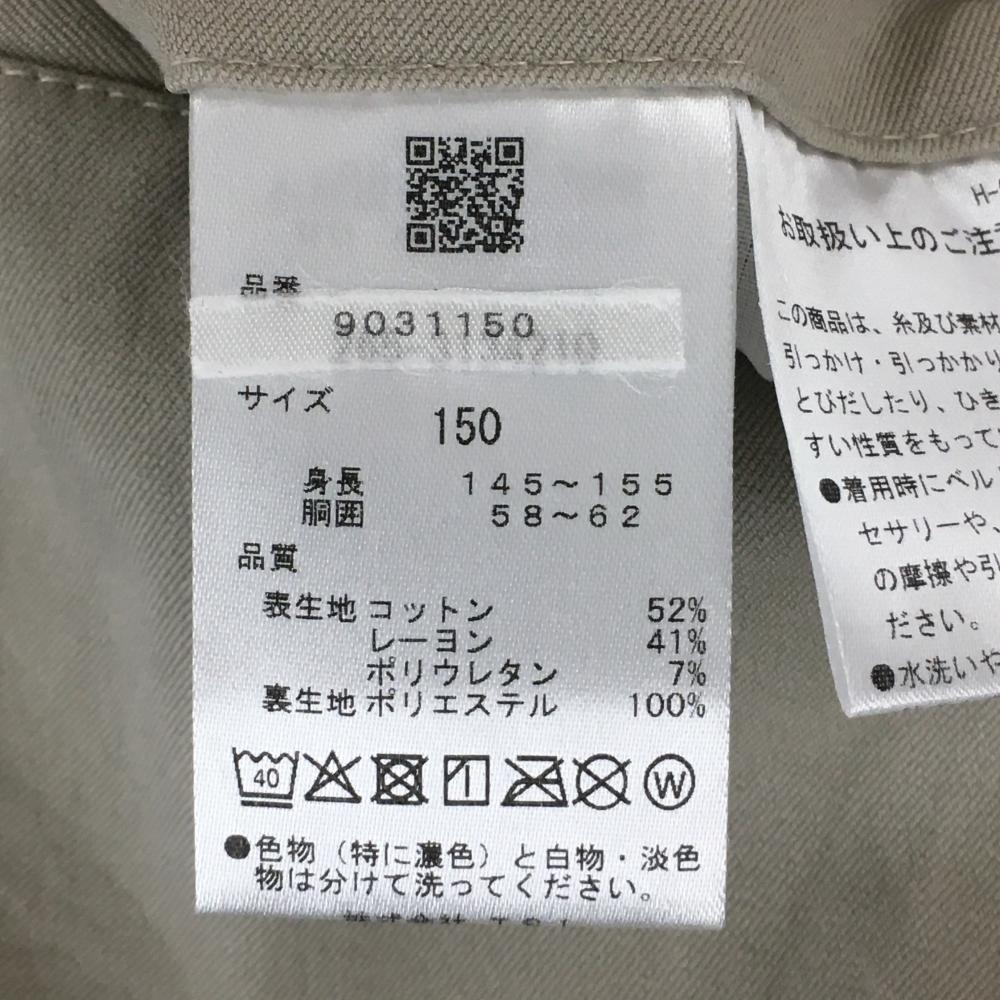 品番
9031150
サイズ
150
身長 145～155
胴囲 58～62
品質
表生地 コットン 52%
レーヨン 41%
ポリウレタン 7%
裏生地 ポリエステル 100%
40
W
●色物（特に濃色）と白物・淡色
物は分けて洗ってください。
お取扱い上のご注
この商品は、糸及び素材
引っかけ・引っかかり
とびだしたり、ひき
すい性質をもって
●着用時にベル
セサリーや、
の摩擦や引
ださい。
●水洗いや